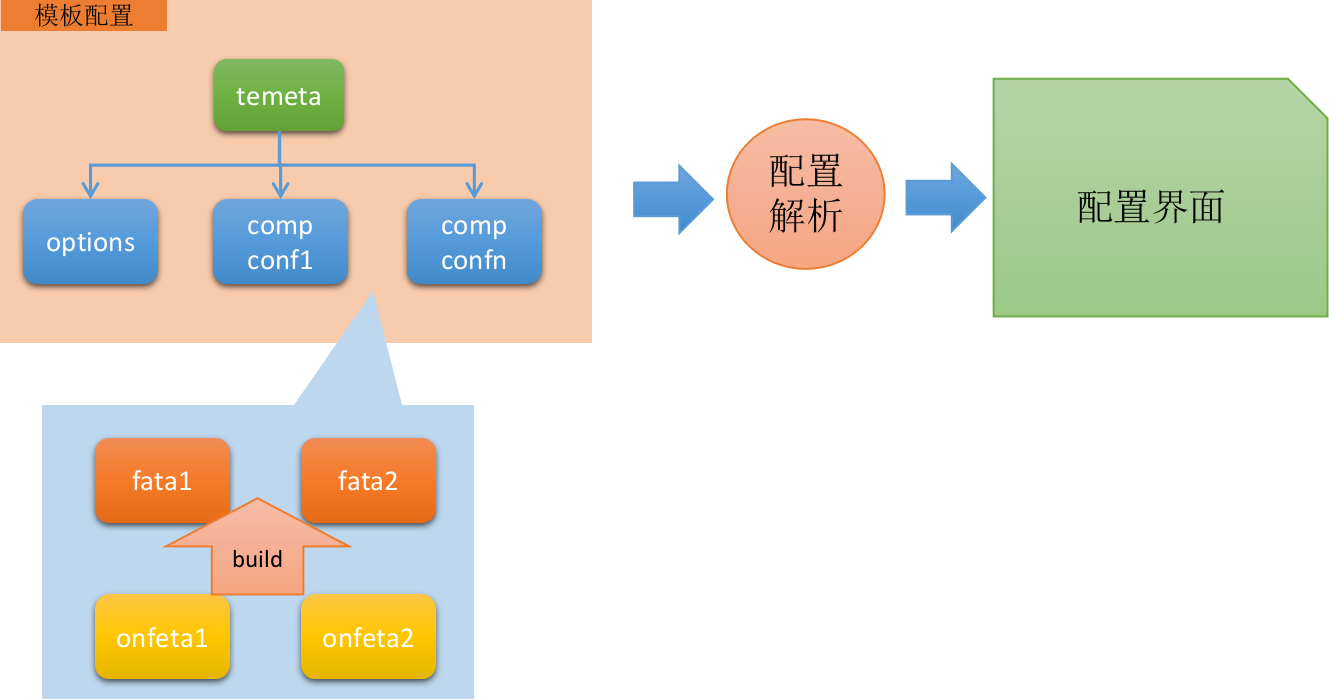 模板配置
temeta
options
comp
conf1
comp
confn
配置
解析
配置界面
fata1
fata2
build
onfeta1
onfeta2